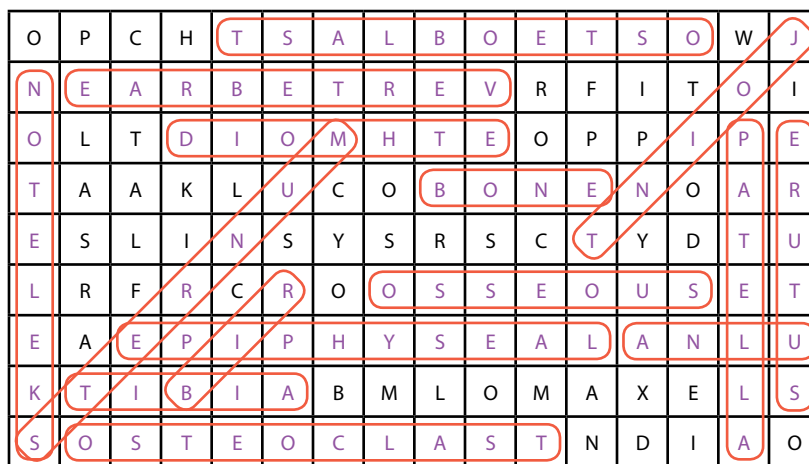 O P C H T S A L B O E T S O W J
N E A R B E T R E V R F I T O I
O L T D I O M H T E O P P I P E
T A A K L U C O B O N E N O A R
E S L I N S Y S R S C T Y D T U
L R F R C R O O S S E O U S E T
E A E P I P H Y S E A L A N L U
K T I B I A B M L O M A X E L S
S O S T E O C L A S T N D I A O